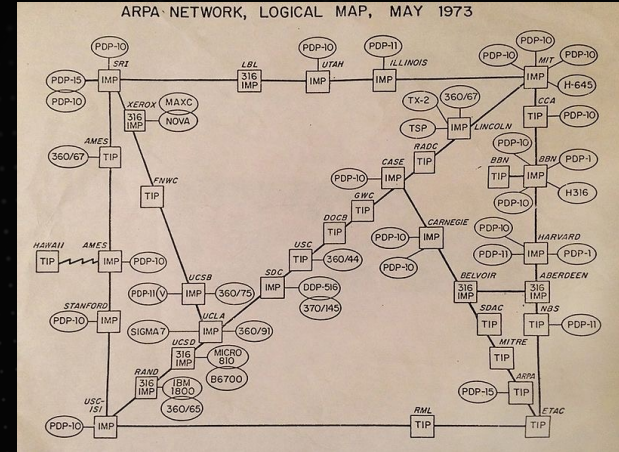 ARPA NETWORK, LOGICAL MAP, MAY 1973
PDP-10
SRI
PDP-15
IMP
PDP-10
LBL
316
IMP
PDP-10
UTAH
IMP
PDP-11
ILLINOIS
IMP
PDP-10
PDP-10
MIT
IMP
PDP-10
H-645
XEROX
316
IMP
MAXC
NOVA
TX-2
360/67
TSP
IMP
LINCOLN
CCA
TIP
PDP-10
AMES
360/67
TIP
RADC
TIP
PDP-10
BBN
TIP
BBN
IMP
PDP-1
H316
PDP-10
CASE
PDP-10
IMP
FNWC
TIP
GWC
TIP
DOCB
TIP
CARNEGIE
PDP-10
IMP
PDP-10
PDP-10
HARVARD
PDP-11
IMP
PDP-1
HAWAII
TIP
AMES
IMP
PDP-10
USC
TIP
360/44
UCSB
PDP-11
V
IMP
360/75
SDC
IMP
DDP-516
370/145
BELVOIR
316
IMP
ABERDEEN
316
IMP
STANFORD
PDP-10
IMP
UCLA
SIGMA 7
IMP
360/91
SDAC
TIP
NBS
TIP
PDP-11
UCSD
316
IMP
MICRO
810
B6700
MITRE
TIP
RAND
316
IMP
IBM
1800
360/65
ARPA
PDP-15
TIP
USC-
ISI
PDP-10
IMP
RML
TIP
ETAC
TIP